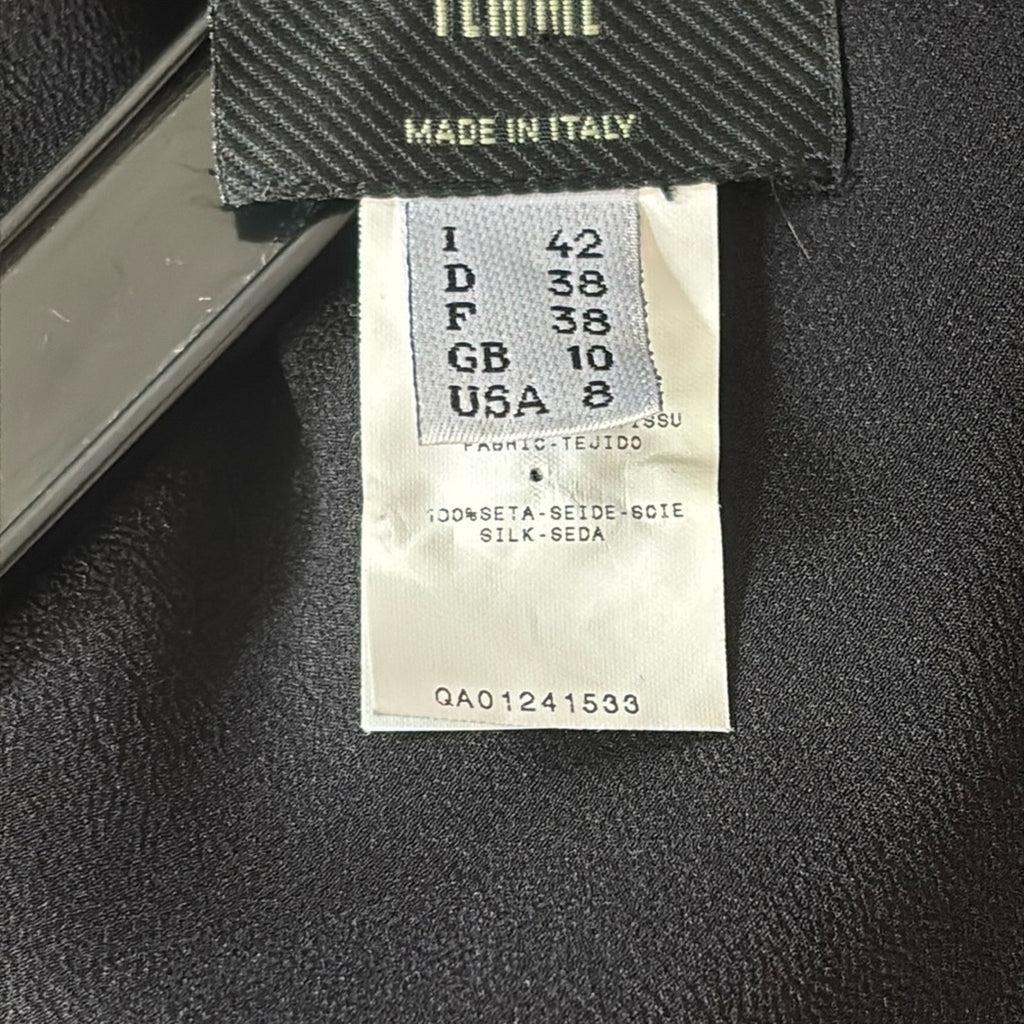 FEMME
MADE IN ITALY
I 42
D 38
F 38
GB 10
USA 8
FABRIC-TEJIDO
100%SETA-SEIDE-SOIE
SILK-SEDA
QA01241533